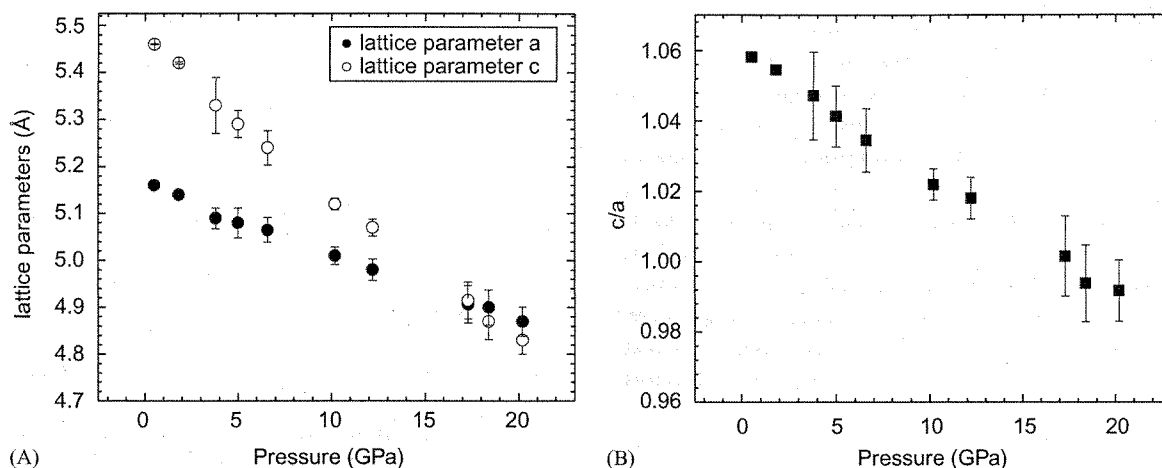 lattice parameter a
lattice parameter c
5.5
5.4
5.3
5.2
5.1
5.0
4.9
4.8
4.7
lattice parameters (Å)
0 5 10 15 20
Pressure (GPa)
(A)
1.06
1.04
1.02
1.00
0.98
0.96
c/a
0 5 10 15 20
Pressure (GPa)
(B)